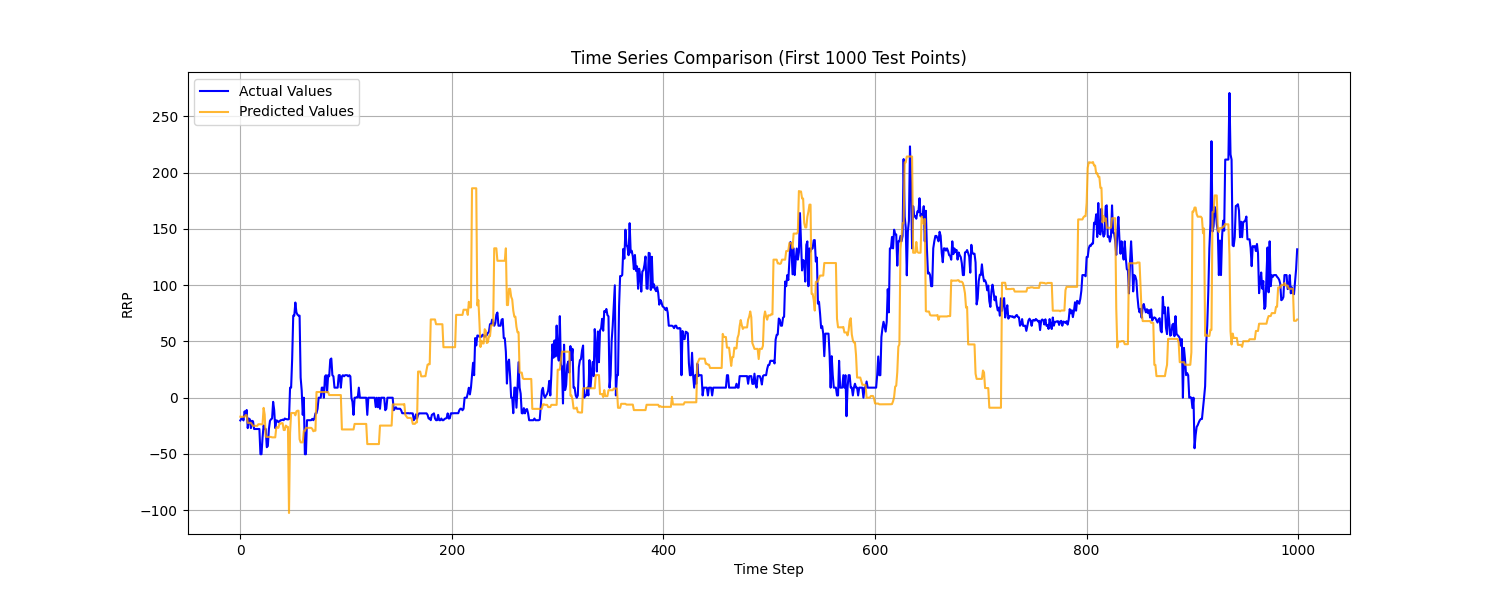 Time Series Comparison (First 1000 Test Points)
Actual Values
Predicted Values
250
200
150
100
50
0
−50
−100
RRP
0 200 400 600 800 1000
Time Step